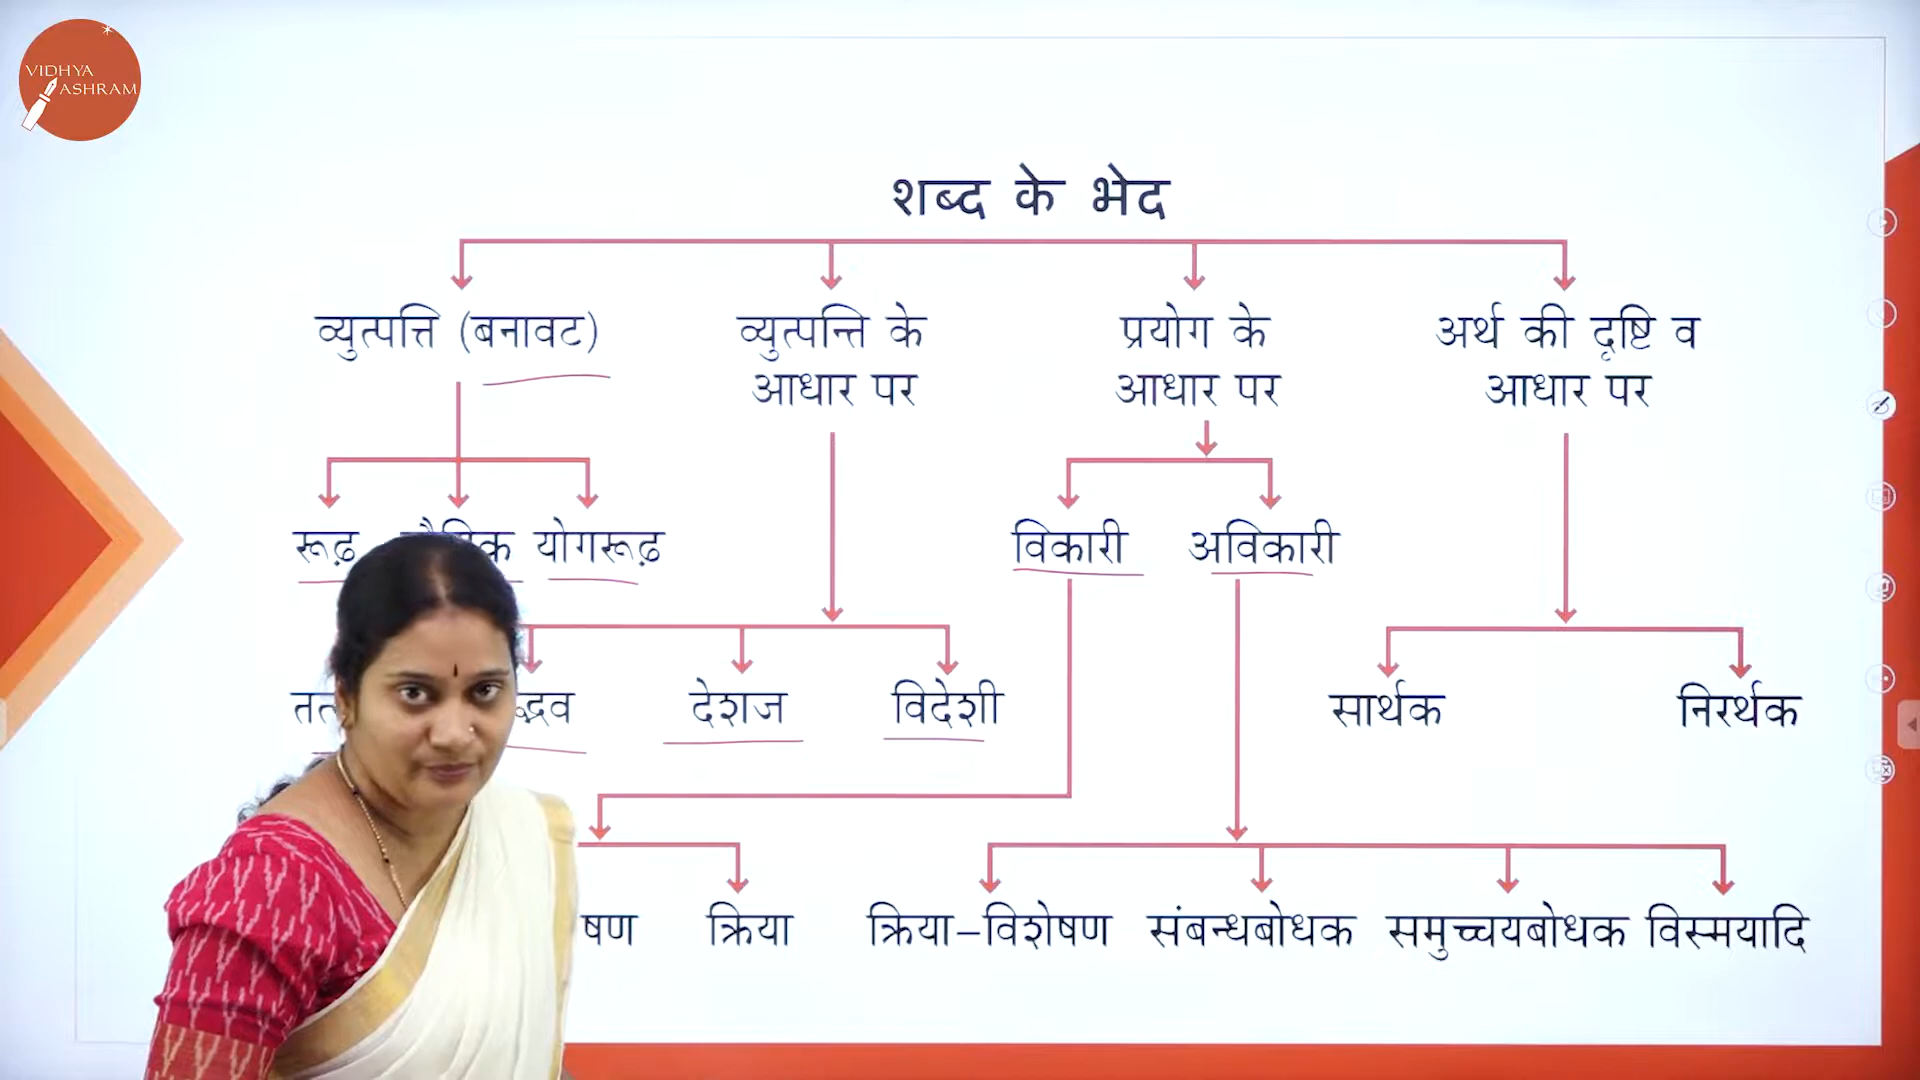 VIDHYA
ASHRAM
शब्द के भेद
व्युत्पत्ति (बनावट)
व्युत्पन्ति के
आधार पर
प्रयोग के
आधार पर
अर्थ की दृष्टि व
आधार पर
रूढ़ योगरूढ़
विकारी अविकारी
देशज विदेशी
सार्थक निरर्थक
क्रिया क्रिया-विशेषण संबन्धबोधक समुच्चयबोधक विस्मयादि